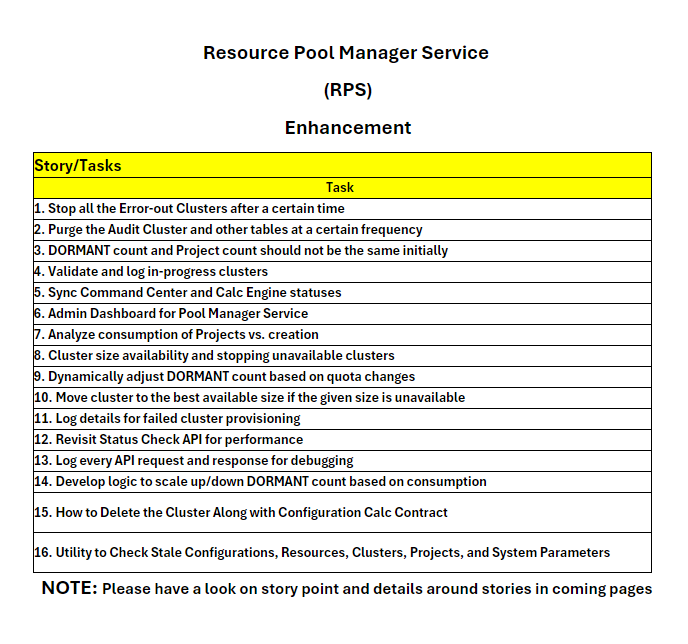 Resource Pool Manager Service
(RPS)
Enhancement
Story/Tasks
Task
1. Stop all the Error-out Clusters after a certain time
2. Purge the Audit Cluster and other tables at a certain frequency
3. DORMANT count and Project count should not be the same initially
4. Validate and log in-progress clusters
5. Sync Command Center and Calc Engine statuses
6. Admin Dashboard for Pool Manager Service
7. Analyze consumption of Projects vs. creation
8. Cluster size availability and stopping unavailable clusters
9. Dynamically adjust DORMANT count based on quota changes
10. Move cluster to the best available size if the given size is unavailable
11. Log details for failed cluster provisioning
12. Revisit Status Check API for performance
13. Log every API request and response for debugging
14. Develop logic to scale up/down DORMANT count based on consumption
15. How to Delete the Cluster Along with Configuration Calc Contract
16. Utility to Check Stale Configurations, Resources, Clusters, Projects, and System Parameters
NOTE: Please have a look on story point and details around stories in coming pages